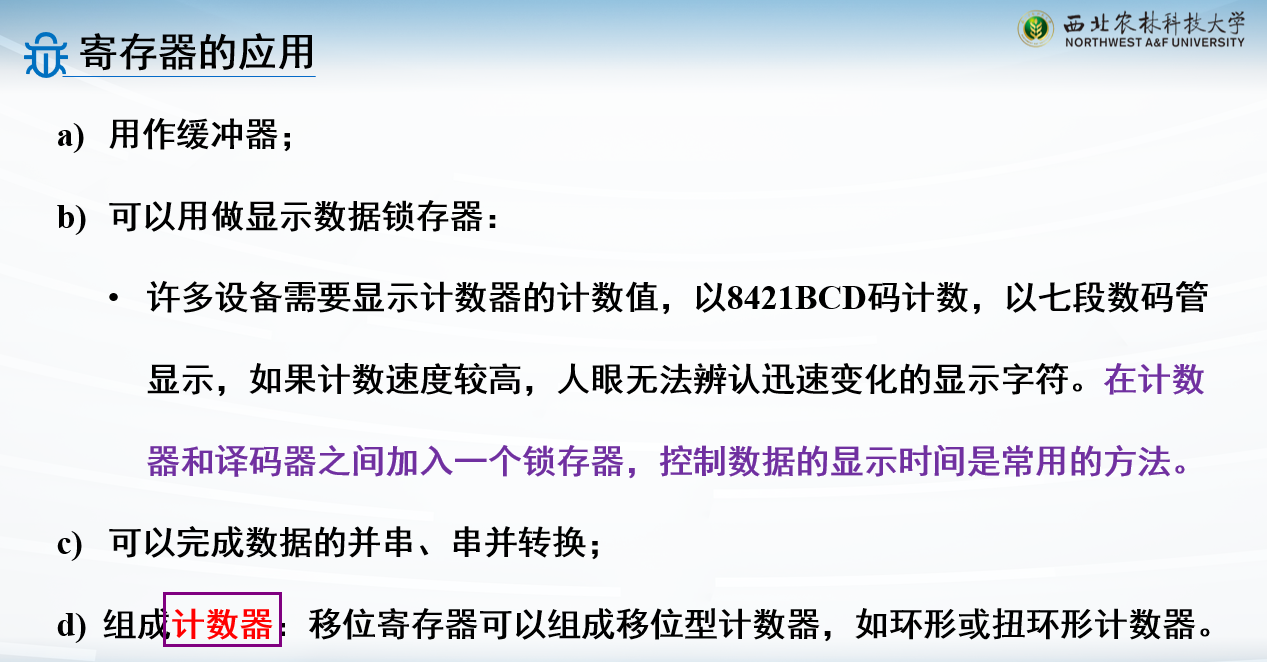 寄存器的应用
西北农林科技大学
NORTHWEST A&F UNIVERSITY
a) 用作缓冲器；
b) 可以用做显示数据锁存器：
• 许多设备需要显示计数器的计数值，以8421BCD码计数，以七段数码管
显示，如果计数速度较高，人眼无法辨认迅速变化的显示字符。在计数
器和译码器之间加入一个锁存器，控制数据的显示时间是常用的方法。
c) 可以完成数据的并串、串并转换；
d) 组成计数器：移位寄存器可以组成移位型计数器，如环形或扭环形计数器。